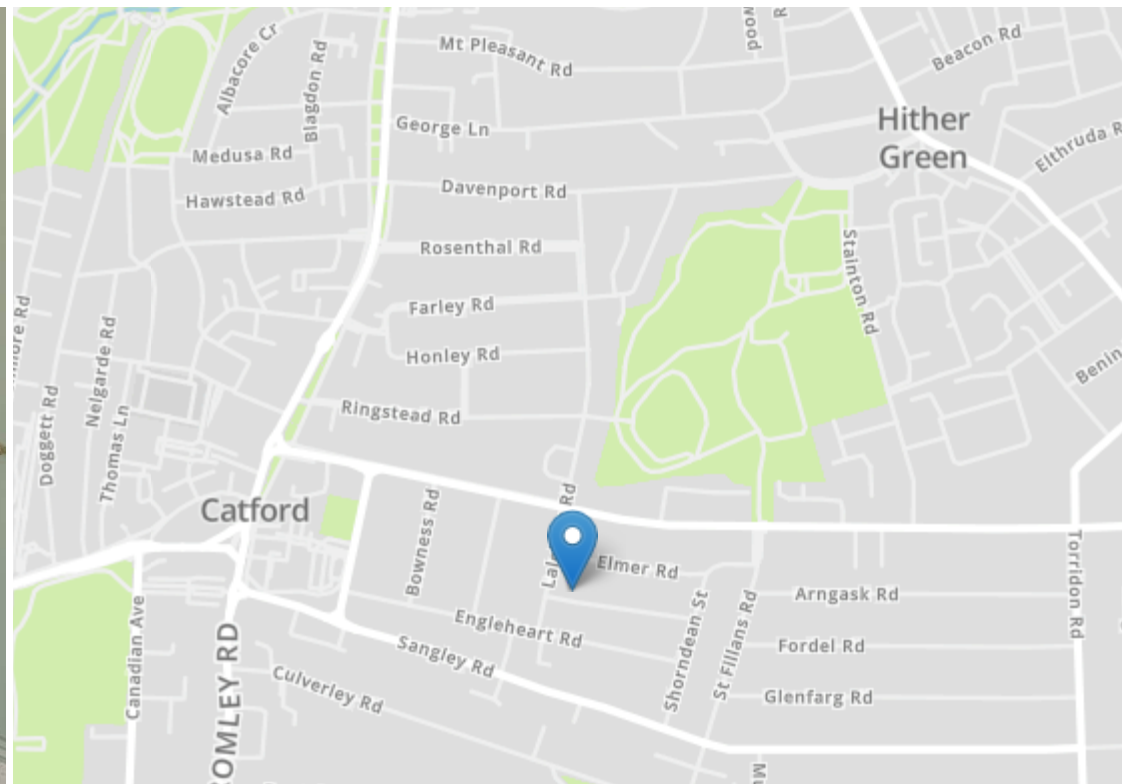 Albacore Cr
Blagdon Rd
Mt Pleasant Rd
Beacon Rd
George Ln
Hither
Green
Medusa Rd
Elthruda R
Hawstead Rd
Davenport Rd
Rosenthal Rd
Stainton Rd
Farley Rd
Honley Rd
Nelgarde Rd
Doggett Rd
Thomas Ln
Ringstead Rd
Catford
Bowness Rd
Rd
Elmer Rd
Torridon Rd
Arngask Rd
Engleheart Rd
Shorndean St
St Fillans Rd
Canadian Ave
Sangley Rd
Fordel Rd
Culverley Rd
Glenfarg Rd
OMLEY RD